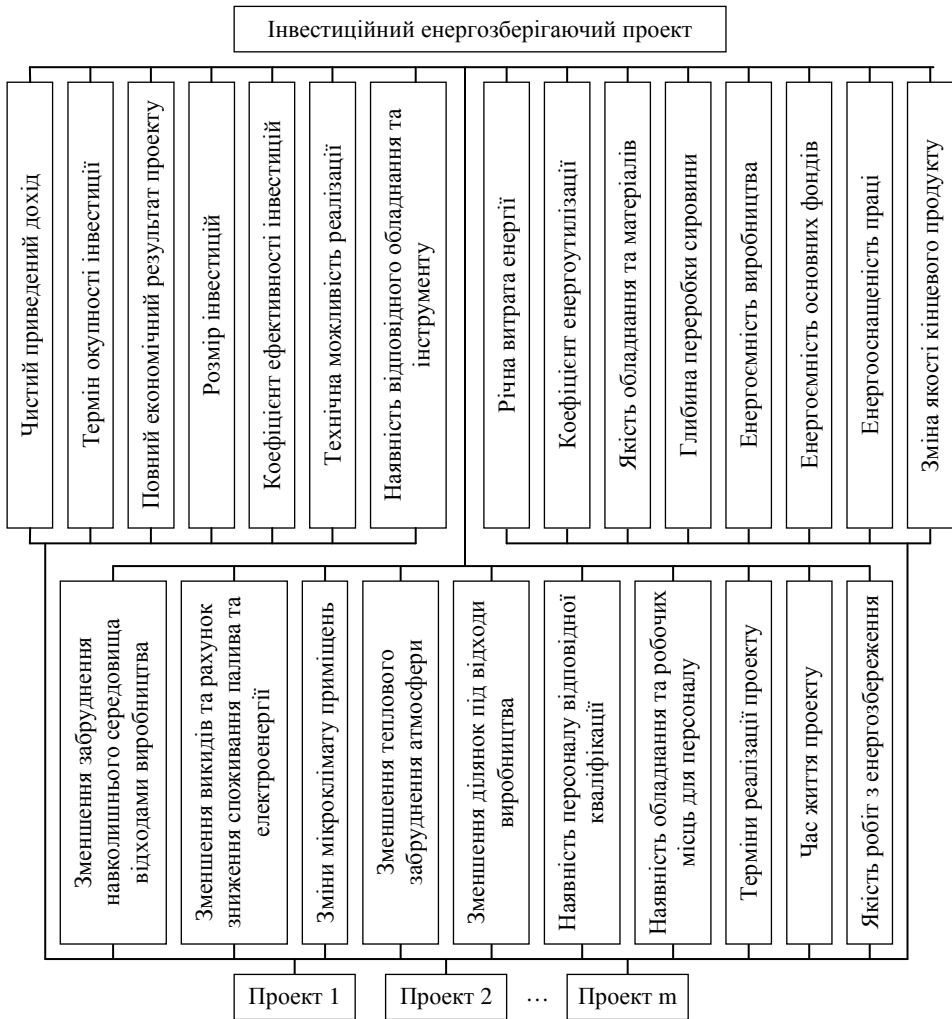 Інвестиційний енергозберігаючий проект
Чистий приведений дохід
Термін окупності інвестиції
Повний економічний результат проекту
Розмір інвестицій
Коефіцієнт ефективності інвестицій
Технічна можливість реалізації
Наявність відповідного обладнання та
інструменту
Річна витрата енергії
Коефіцієнт енергоутилізації
Якість обладнання та матеріалів
Глибина переробки сировини
Енергоємність виробництва
Енергоємність основних фондів
Енергооснащеність праці
Зміна якості кінцевого продукту
Зменшення забруднення
навколишнього середовища
відходами виробництва
Зменшення викидів та рахунок
зниження споживання палива та
електроенергії
Зміни мікроклімату приміщень
Зменшення теплового
забруднення атмосфери
Зменшення ділянок під відходи
виробництва
Наявність персоналу відповідної
кваліфікації
Наявність обладнання та робочих
місць для персоналу
Терміни реалізації проекту
Час життя проекту
Якість робіт з енергозбереження
Проект 1
Проект 2
...
Проект m